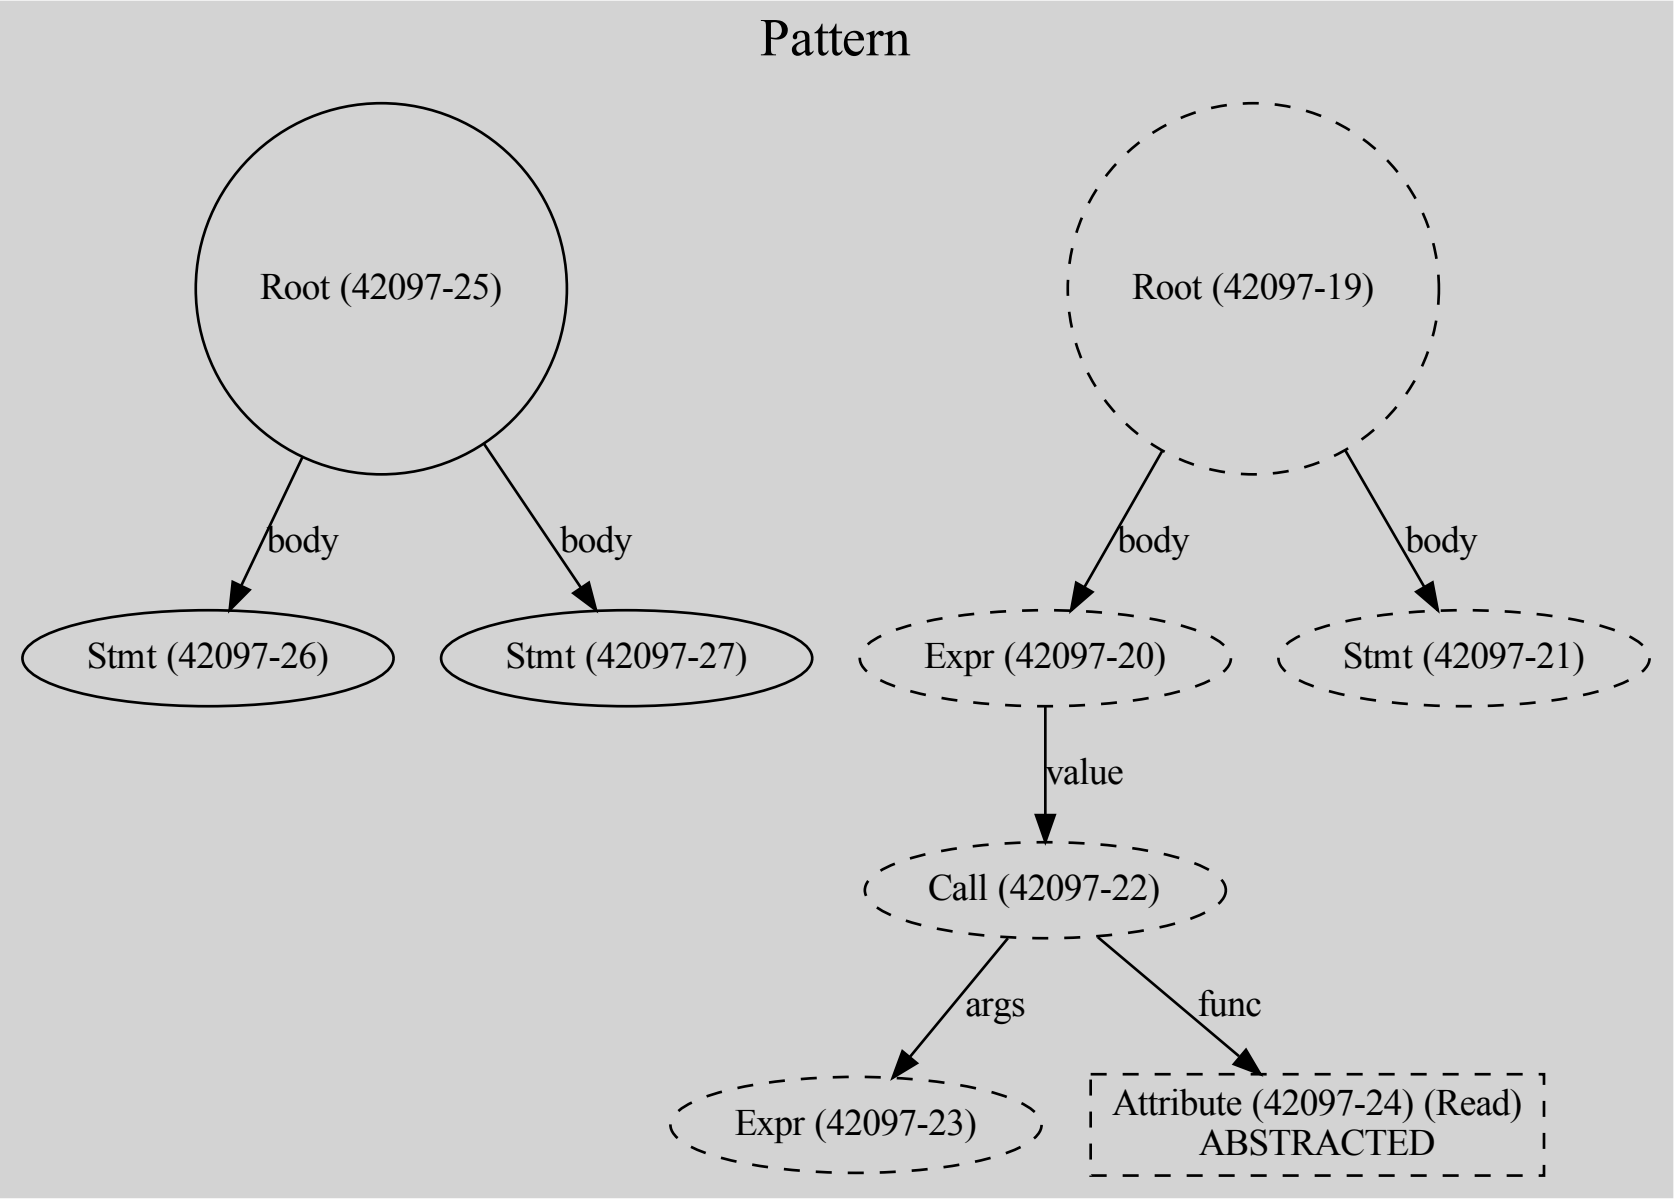 Pattern
Root (42097-25)
Root (42097-19)
body
body
body
body
Stmt (42097-26)
Stmt (42097-27)
Expr (42097-20)
Stmt (42097-21)
value
Call (42097-22)
args
func
Expr (42097-23)
Attribute (42097-24) (Read)
ABSTRACTED